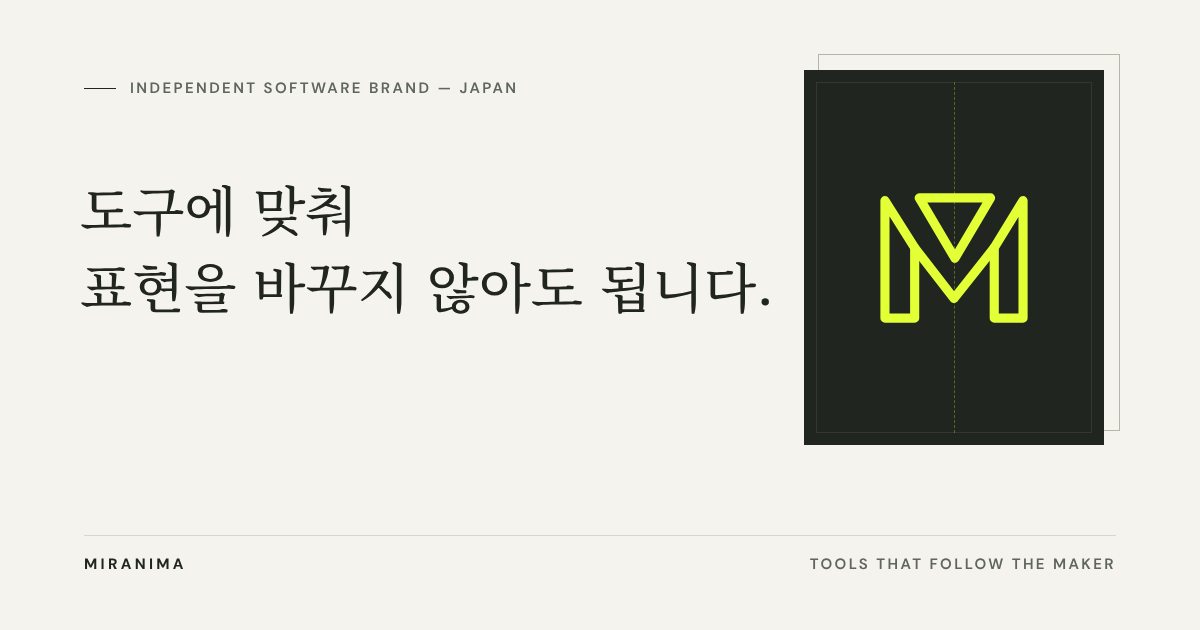 INDEPENDENT SOFTWARE BRAND — JAPAN
도구에 맞춰
표현을 바꾸지 않아도 됩니다.
MIRANIMA
TOOLS THAT FOLLOW THE MAKER